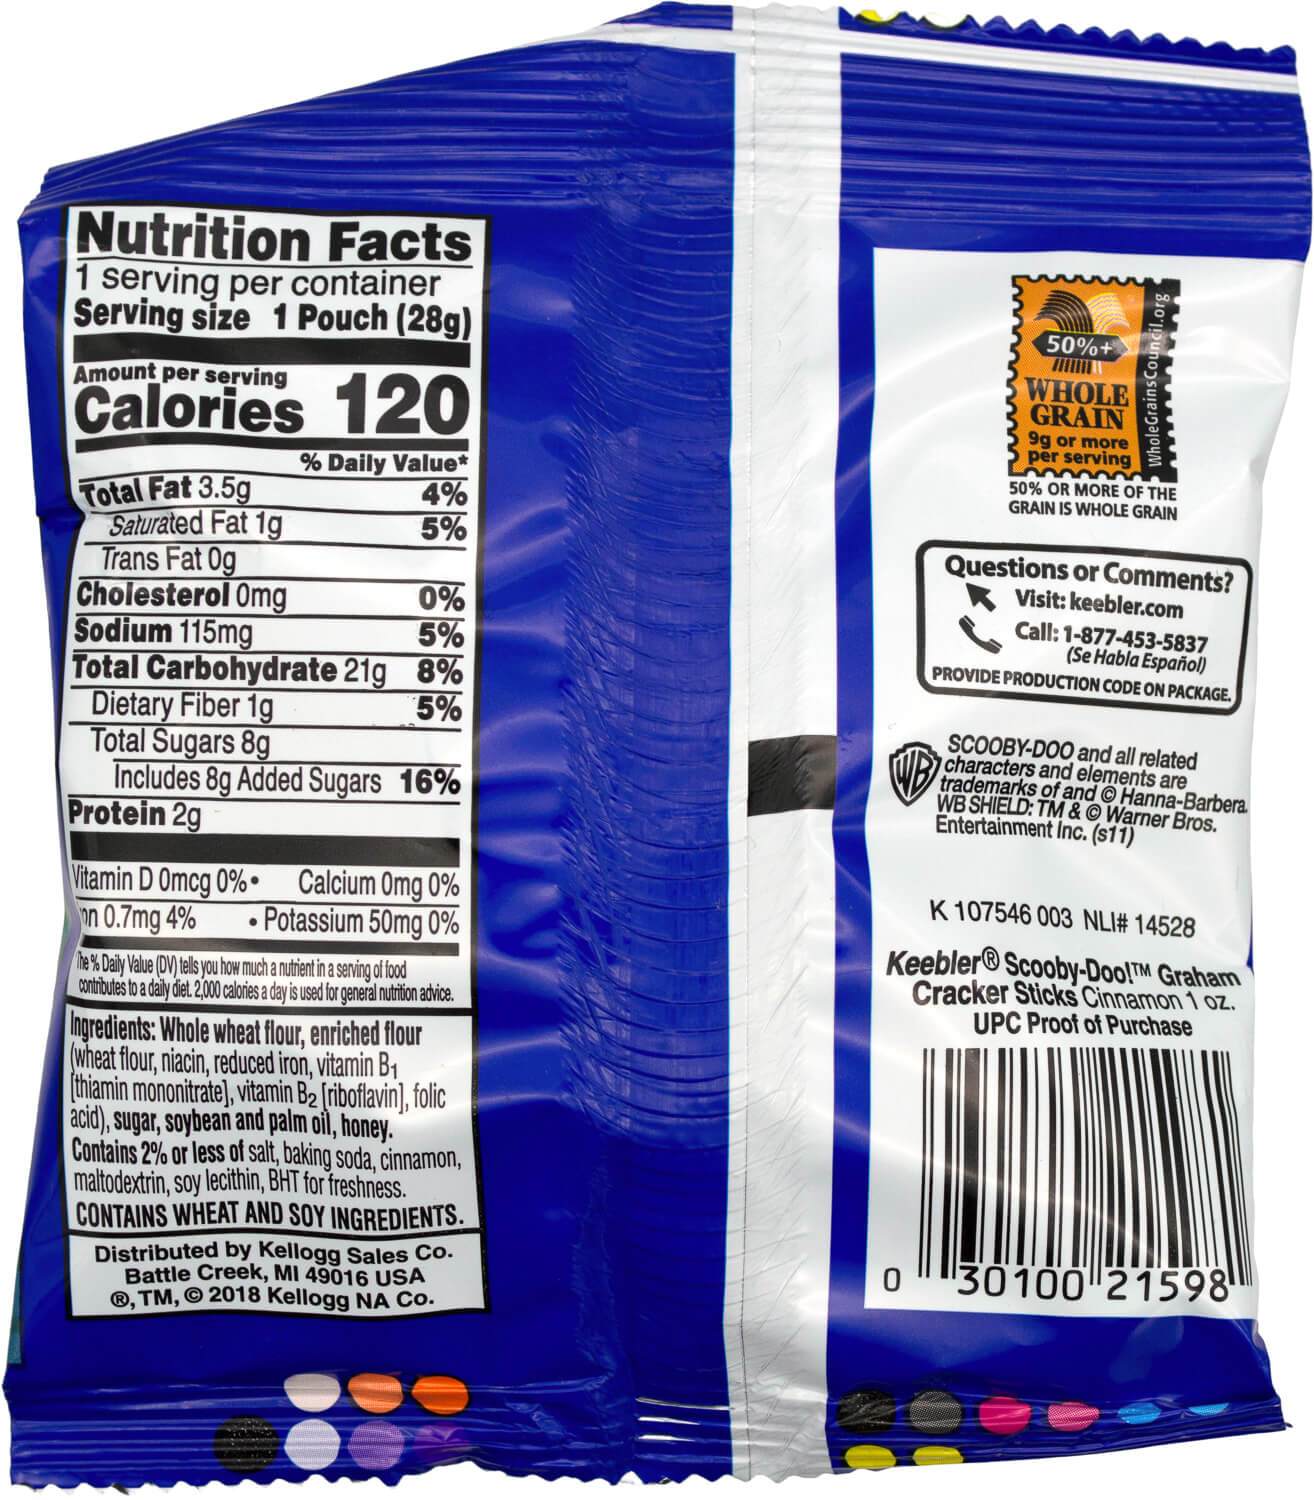 Nutrition Facts
1 serving per container
Serving size 1 Pouch (28g)
Amount per serving
Calories 120
% Daily Value*
Total Fat 3.5g 4%
Saturated Fat 1g 5%
Trans Fat 0g
Cholesterol 0mg 0%
Sodium 115mg 5%
Total Carbohydrate 21g 8%
Dietary Fiber 1g 5%
Total Sugars 8g
Includes 8g Added Sugars 16%
Protein 2g
Vitamin D 0mcg 0% • Calcium 0mg 0%
on 0.7mg 4% • Potassium 50mg 0%
The % Daily Value (DV) tells you how much a nutrient in a serving of food
contributes to a daily diet. 2,000 calories a day is used for general nutrition advice.
Ingredients: Whole wheat flour, enriched flour
(wheat flour, niacin, reduced iron, vitamin B1
[thiamin mononitrate], vitamin B2 [riboflavin], folic
acid), sugar, soybean and palm oil, honey.
Contains 2% or less of salt, baking soda, cinnamon,
maltodextrin, soy lecithin, BHT for freshness.
CONTAINS WHEAT AND SOY INGREDIENTS.
Distributed by Kellogg Sales Co.
Battle Creek, MI 49016 USA
®, TM, © 2018 Kellogg NA Co.
50%+
WHOLE
GRAIN
9g or more
per serving
WholeGrainsCouncil.org
50% OR MORE OF THE
GRAIN IS WHOLE GRAIN
Questions or Comments?
Visit: keebler.com
Call: 1-877-453-5837
(Se Habla Español)
PROVIDE PRODUCTION CODE ON PACKAGE.
WB
SCOOBY-DOO and all related
characters and elements are
trademarks of and © Hanna-Barbera.
WB SHIELD: TM & © Warner Bros.
Entertainment Inc. (s11)
K 107546 003 NLI# 14528
Keebler® Scooby-Doo!™ Graham
Cracker Sticks Cinnamon 1 oz.
UPC Proof of Purchase
0 30100 21598